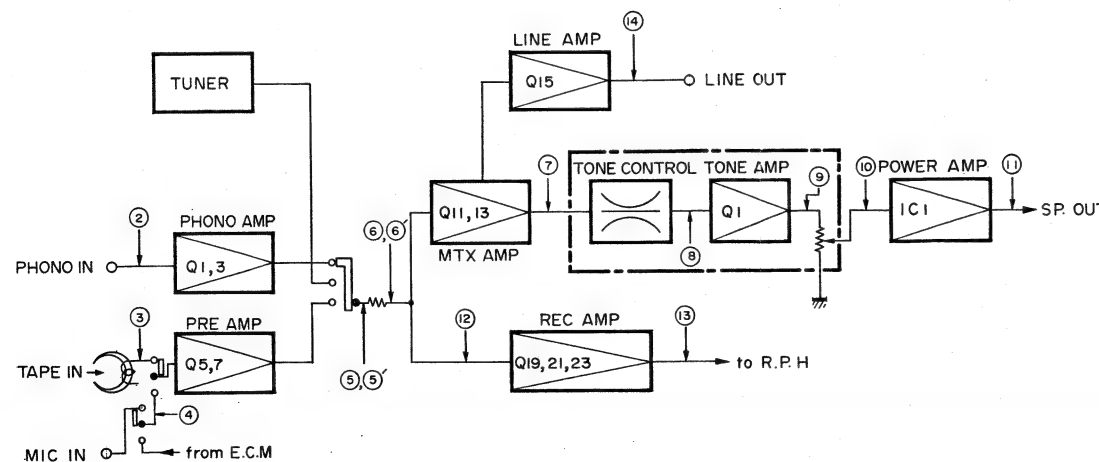 ⑭
LINE AMP
TUNER
Q15
LINE OUT
⑦
TONE CONTROL TONE AMP
⑨
⑩
POWER AMP
⑪
Q11, 13
Q1
IC1
SP. OUT
②
PHONO AMP
⑥, ⑥′
MTX AMP
⑧
PHONO IN
Q1, 3
③
PRE AMP
⑫
REC AMP
⑬
TAPE IN
Q5, 7
⑤, ⑤′
Q19, 21, 23
to R.P.H
④
MIC IN
from E.C.M